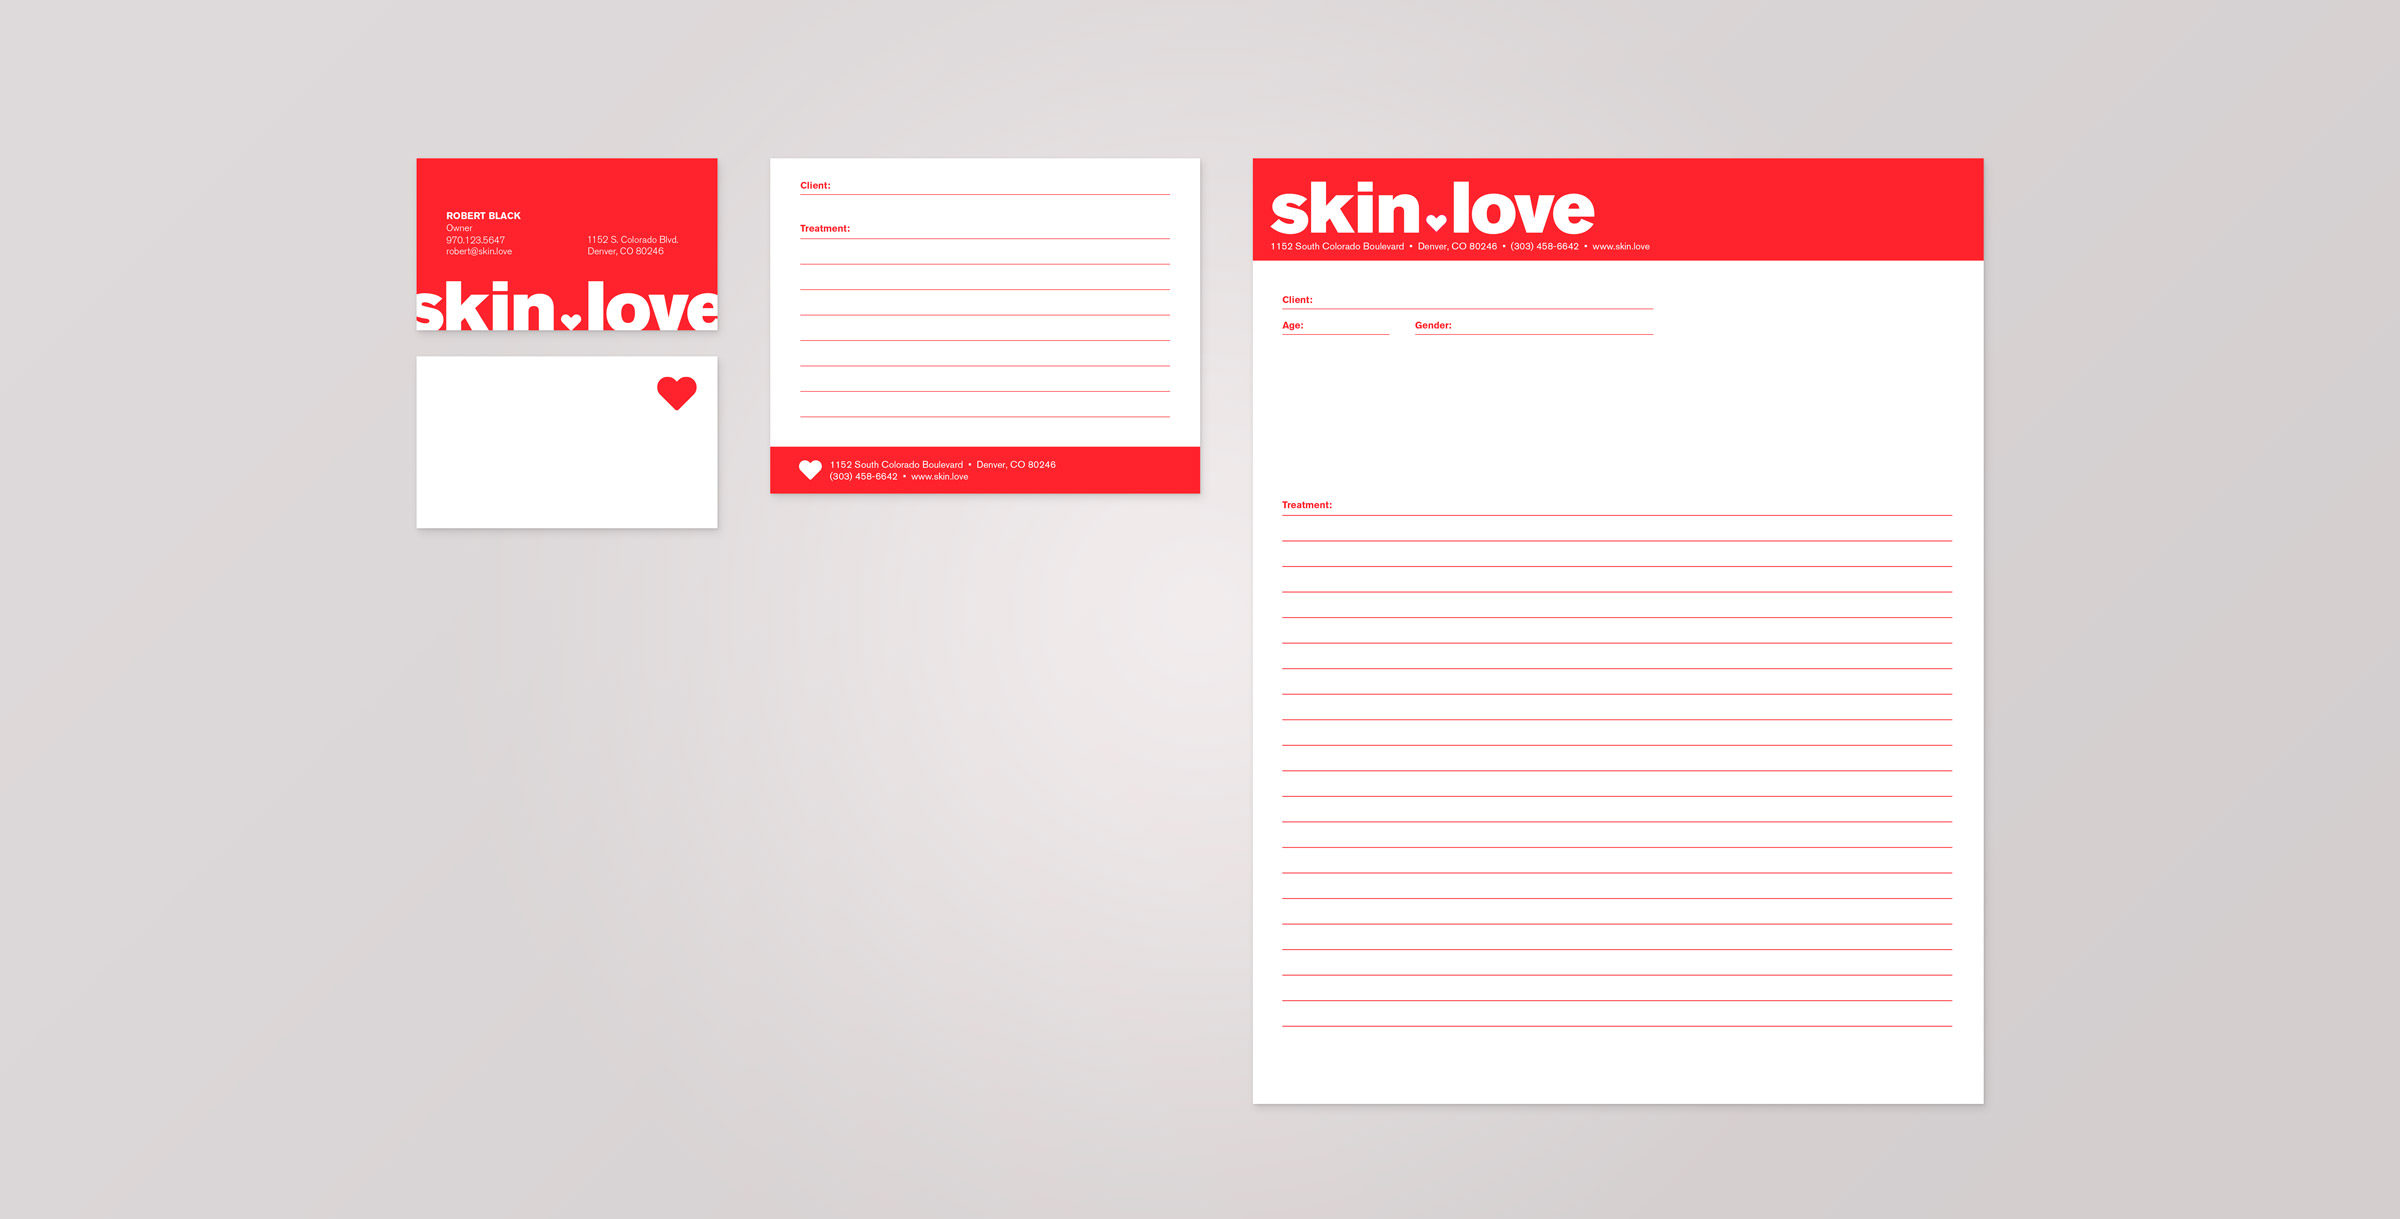 ROBERT BLACK
Owner
970.123.5647
robert@skin.love
1152 S. Colorado Blvd.
Denver, CO 80246
skin love
Client:
Treatment:
1152 South Colorado Boulevard • Denver, CO 80246
(303) 458-6642 • www.skin.love
skin love
1152 South Colorado Boulevard • Denver, CO 80246 • (303) 458-6642 • www.skin.love
Client:
Age: Gender:
Treatment: